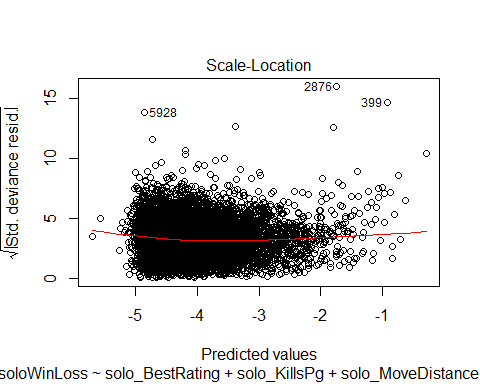 Scale-Location
√|Std. deviance resid.|
15
10
5
0
2876
399
5928
-5 -4 -3 -2 -1
Predicted values
soloWinLoss ~ solo_BestRating + solo_KillsPg + solo_MoveDistance